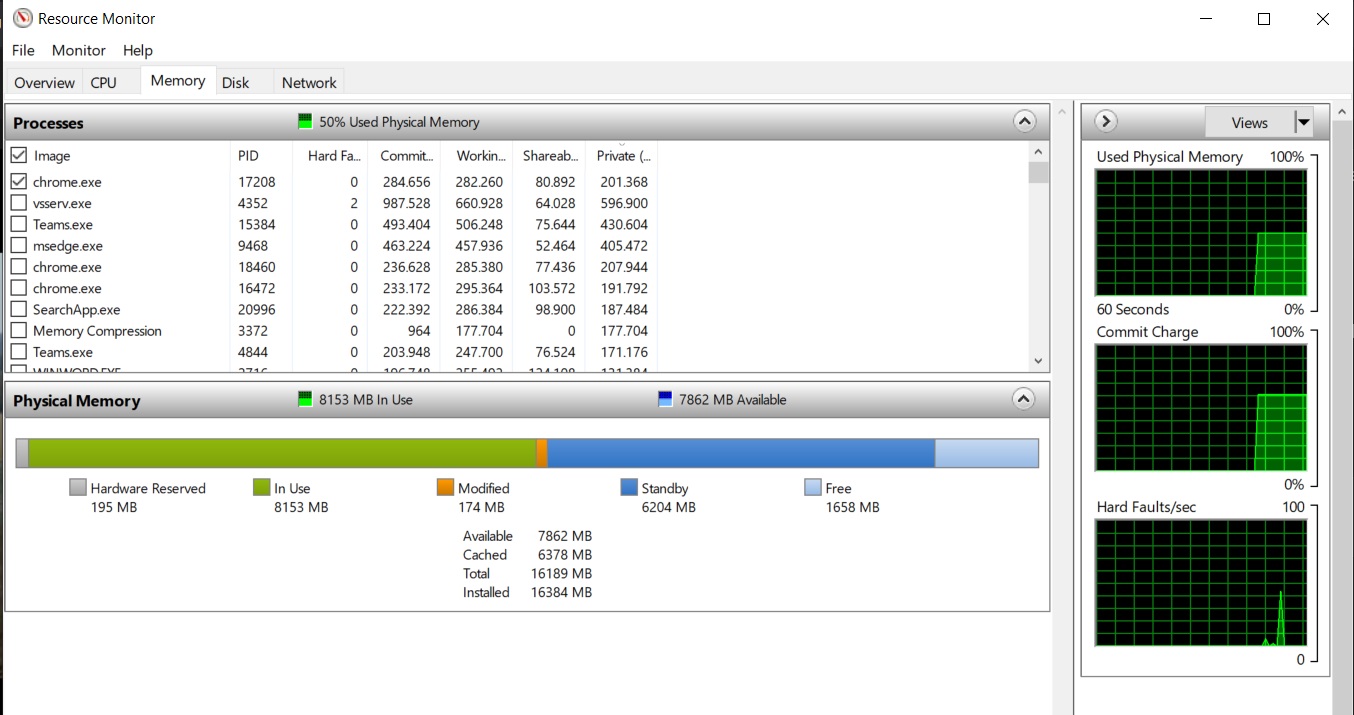 Resource Monitor
File Monitor Help
Overview CPU Memory Disk Network
Processes 50% Used Physical Memory
Image PID Hard Fa... Commit... Workin... Shareab... Private (...
chrome.exe 17208 0 284.656 282.260 80.892 201.368
vsserv.exe 4352 2 987.528 660.928 64.028 596.900
Teams.exe 15384 0 493.404 506.248 75.644 430.604
msedge.exe 9468 0 463.224 457.936 52.464 405.472
chrome.exe 18460 0 236.628 285.380 77.436 207.944
chrome.exe 16472 0 233.172 295.364 103.572 191.792
SearchApp.exe 20996 0 222.392 286.384 98.900 187.484
Memory Compression 3372 0 964 177.704 0 177.704
Teams.exe 4844 0 203.948 247.700 76.524 171.176
Physical Memory 8153 MB In Use 7862 MB Available
Hardware Reserved In Use Modified Standby Free
195 MB 8153 MB 174 MB 6204 MB 1658 MB
Available 7862 MB
Cached 6378 MB
Total 16189 MB
Installed 16384 MB
Views
Used Physical Memory 100%
60 Seconds 0%
Commit Charge 100%
0%
Hard Faults/sec 100
0